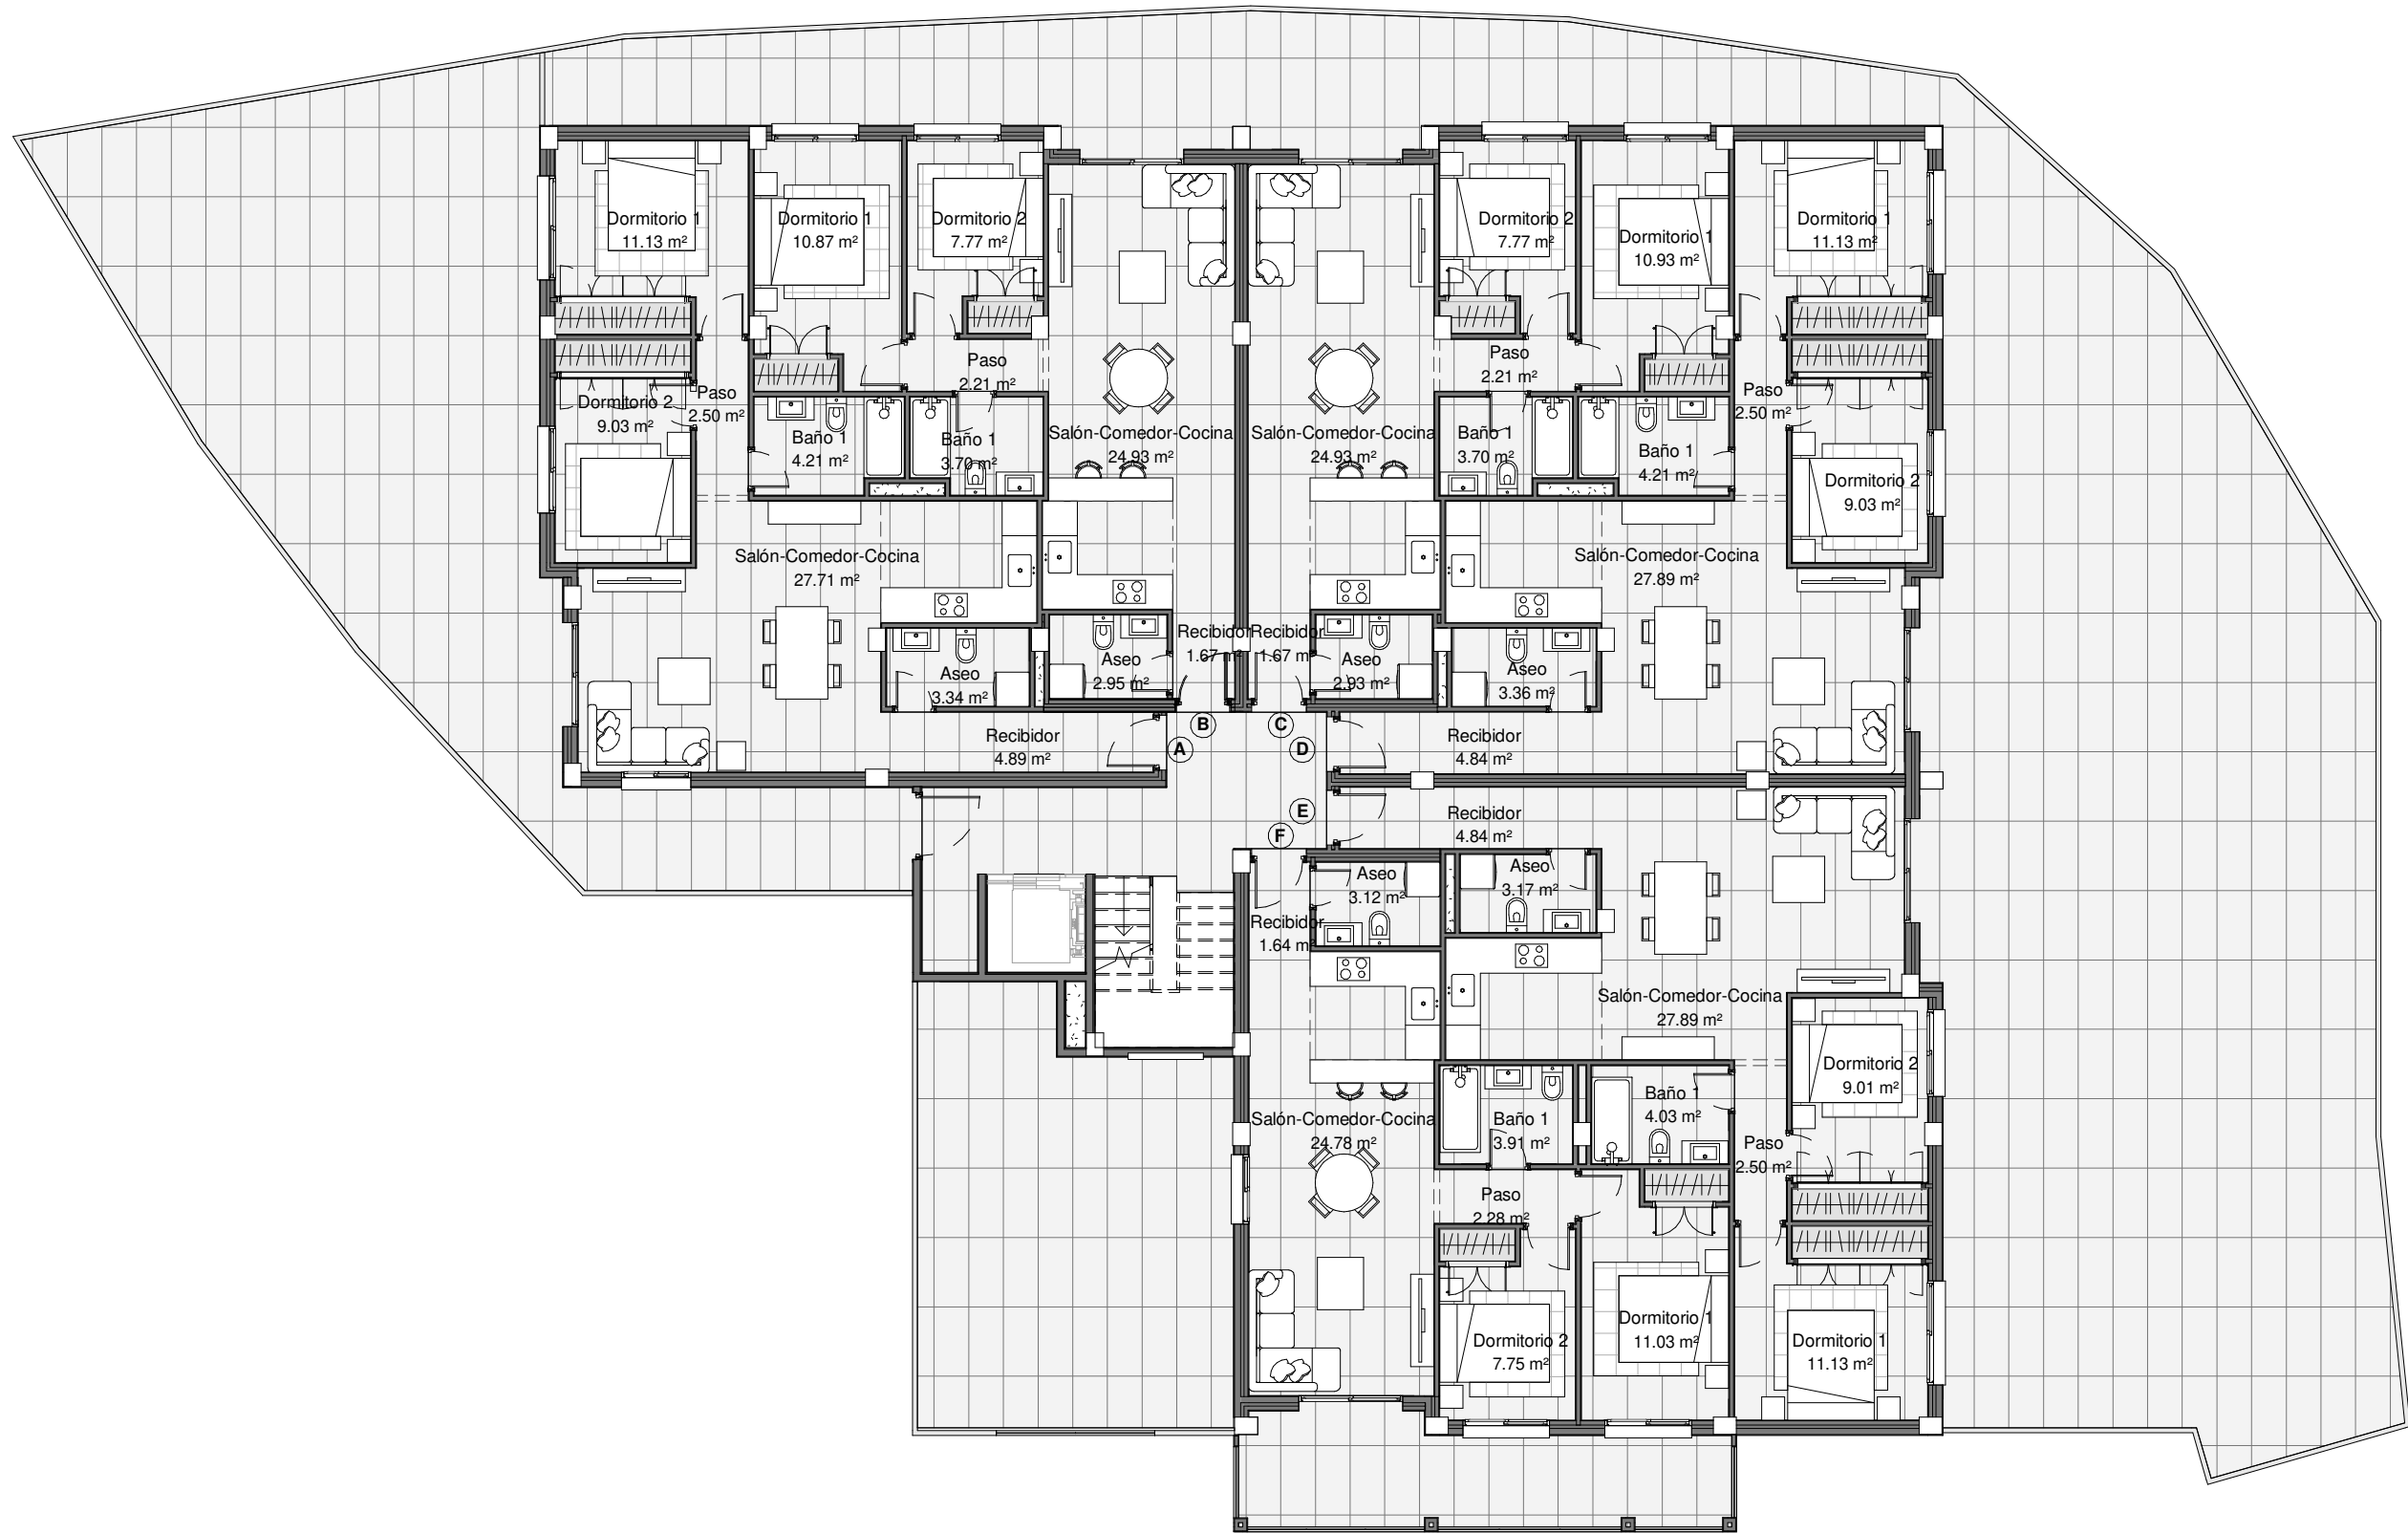 Dormitorio 1
11.13 m²
Dormitorio 1
10.87 m²
Dormitorio 2
7.77 m²
Dormitorio 2
7.77 m²
Dormitorio 1
10.93 m²
Dormitorio 1
11.13 m²
Paso
2.21 m²
Paso
2.21 m²
Paso
2.50 m²
Paso
2.50 m²
Dormitorio 2
9.03 m²
Baño 1
4.21 m²
Baño 1
3.70 m²
Salón-Comedor-Cocina
24.93 m²
Salón-Comedor-Cocina
24.93 m²
Baño 1
3.70 m²
Baño 1
4.21 m²
Dormitorio 2
9.03 m²
Salón-Comedor-Cocina
27.71 m²
Salón-Comedor-Cocina
27.89 m²
Aseo
3.34 m²
Aseo
2.95 m²
Recibidor
1.67 m²
Recibidor
1.67 m²
Aseo
2.93 m²
Aseo
3.36 m²
Recibidor
4.89 m²
A
B
C
D
Recibidor
4.84 m²
E
F
Recibidor
4.84 m²
Aseo
3.12 m²
Aseo
3.17 m²
Recibidor
1.64 m²
Salón-Comedor-Cocina
27.89 m²
Dormitorio 2
9.01 m²
Salón-Comedor-Cocina
24.78 m²
Baño 1
3.91 m²
Baño 1
4.03 m²
Paso
2.50 m²
Paso
2.28 m²
Dormitorio 2
7.75 m²
Dormitorio 1
11.03 m²
Dormitorio 1
11.13 m²